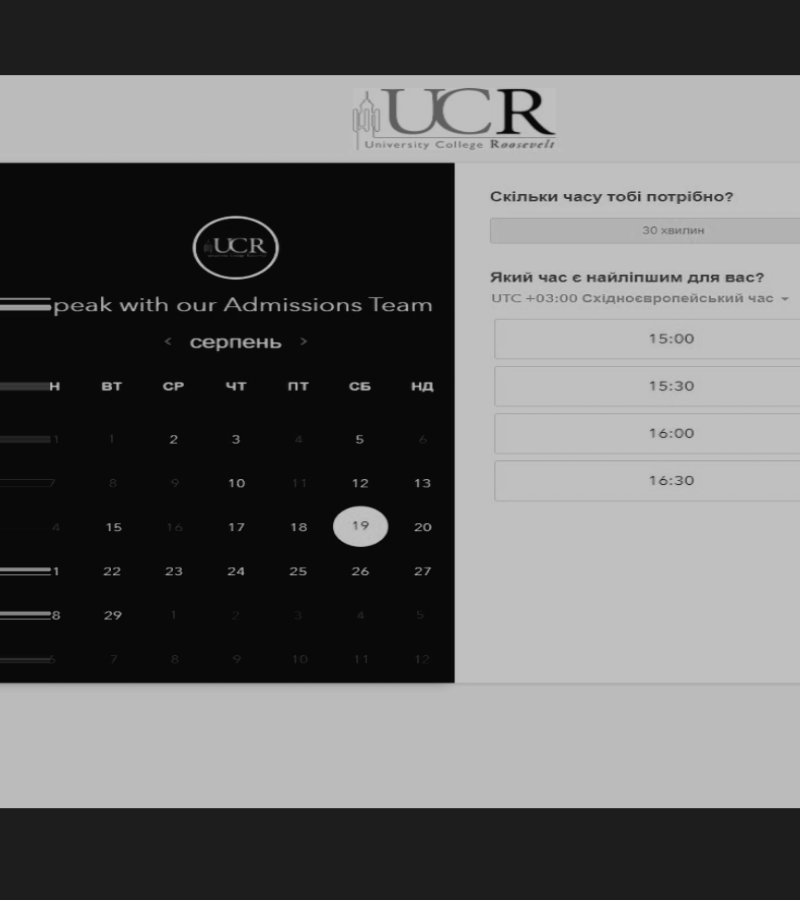 UCR
University College Roosevelt
UCR
peak with our Admissions Team
‹ серпень ›
Н ВТ СР ЧТ ПТ СБ НД
1 1 2 3 4 5 6
7 8 9 10 11 12 13
4 15 16 17 18 19 20
1 22 23 24 25 26 27
8 29 1 2 3 4 5
6 7 8 9 10 11 12
Скільки часу тобі потрібно?
30 хвилин
Який час є найліпшим для вас?
UTC +03:00 Східноєвропейський час
15:00
15:30
16:00
16:30